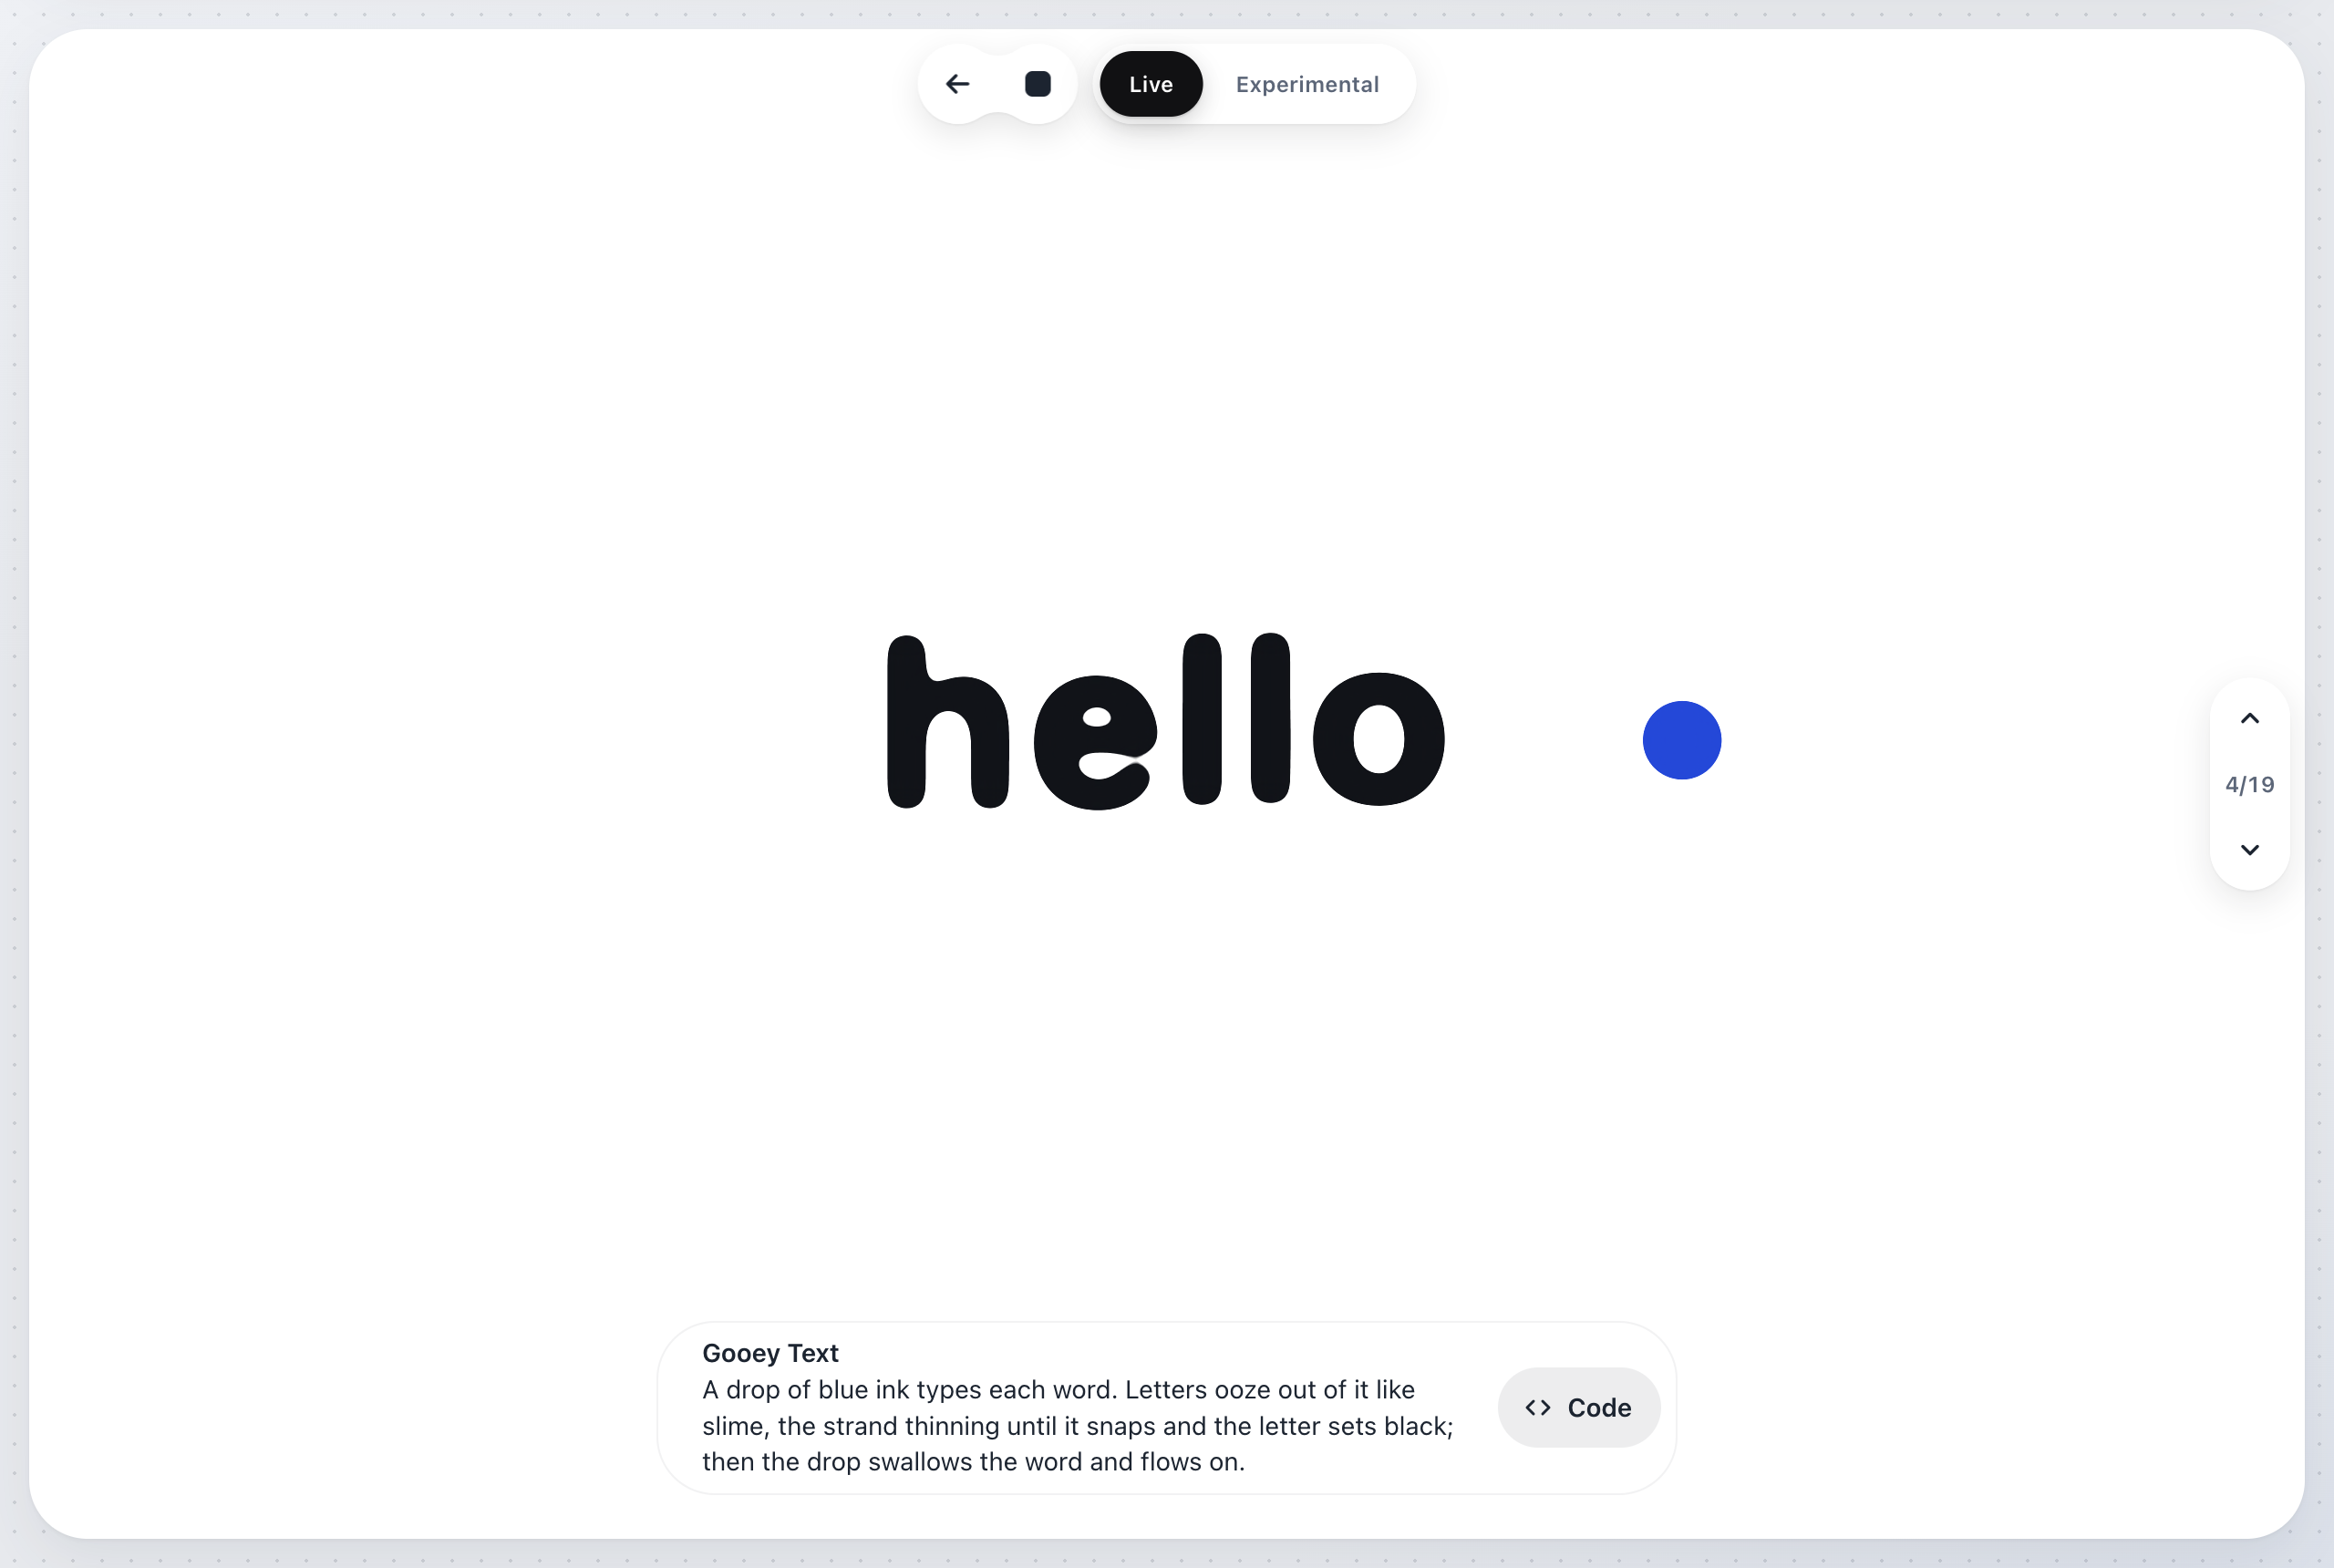 Live
Experimental
hello
4/19
Gooey Text
A drop of blue ink types each word. Letters ooze out of it like
slime, the strand thinning until it snaps and the letter sets black;
then the drop swallows the word and flows on.
Code